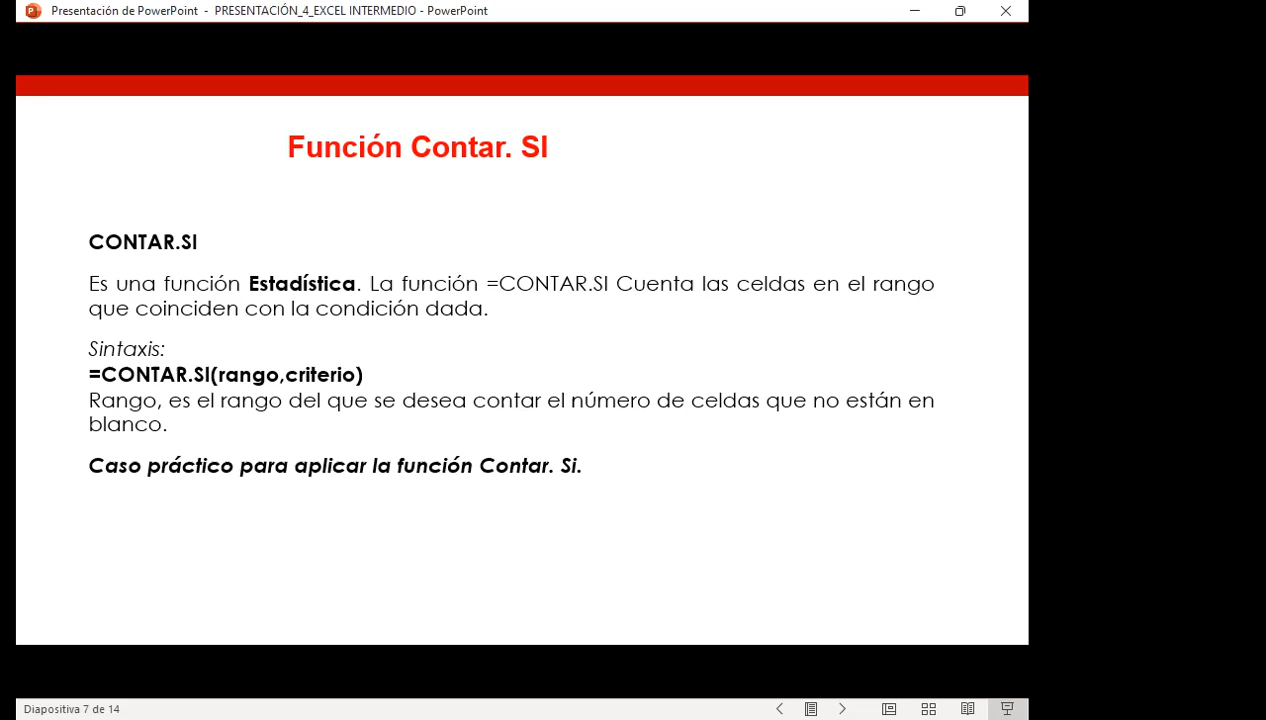 Presentación de PowerPoint - PRESENTACIÓN_4_EXCEL INTERMEDIO - PowerPoint
Función Contar. SI
CONTAR.SI
Es una función Estadística. La función =CONTAR.SI Cuenta las celdas en el rango
que coinciden con la condición dada.
Sintaxis:
=CONTAR.SI(rango,criterio)
Rango, es el rango del que se desea contar el número de celdas que no están en
blanco.
Caso práctico para aplicar la función Contar. Si.
Diapositiva 7 de 14